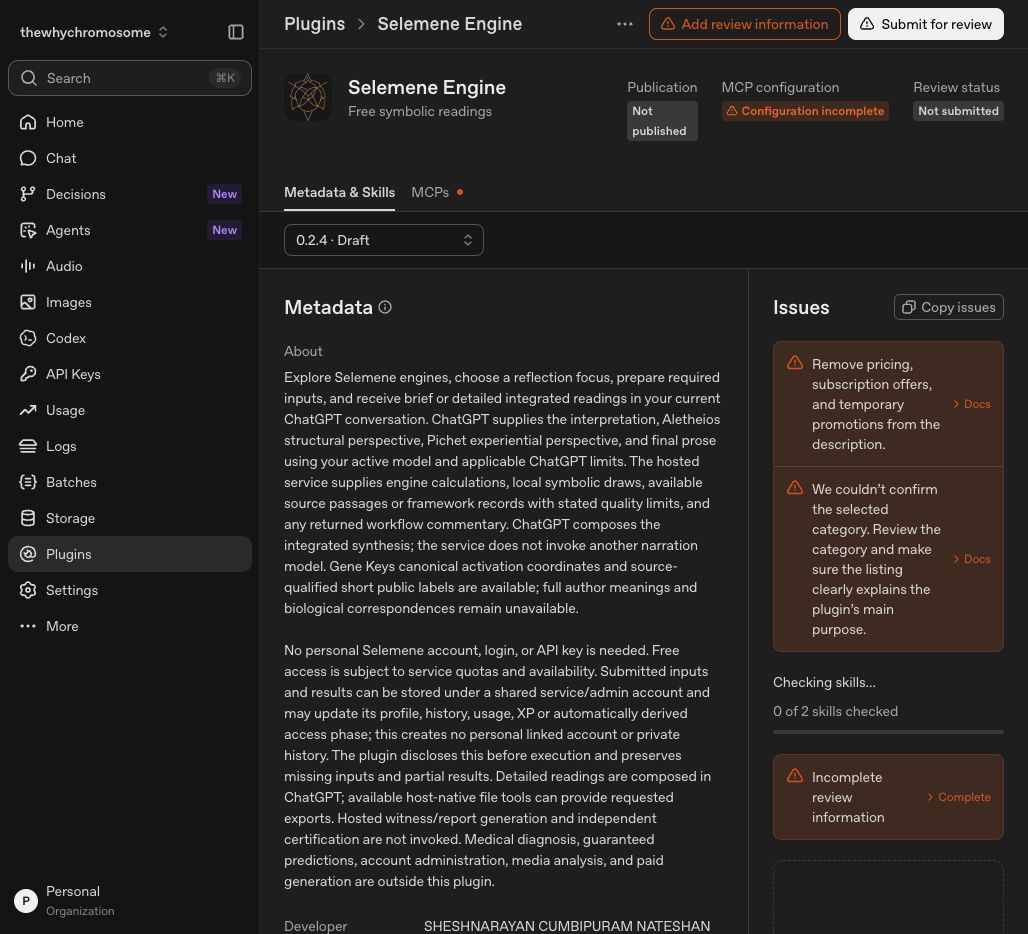 thewhychromosome
Search
⌘K
Home
Chat
Decisions
New
Agents
New
Audio
Images
Codex
API Keys
Usage
Logs
Batches
Storage
Plugins
Settings
More
P
Personal
Organization
Plugins > Selemene Engine
Add review information
Submit for review
Selemene Engine
Free symbolic readings
Publication
Not
published
MCP configuration
Configuration incomplete
Review status
Not submitted
Metadata & Skills
MCPs
0.2.4 · Draft
Metadata
About
Explore Selemene engines, choose a reflection focus, prepare required
inputs, and receive brief or detailed integrated readings in your current
ChatGPT conversation. ChatGPT supplies the interpretation, Aletheios
structural perspective, Pichet experiential perspective, and final prose
using your active model and applicable ChatGPT limits. The hosted
service supplies engine calculations, local symbolic draws, available
source passages or framework records with stated quality limits, and
any returned workflow commentary. ChatGPT composes the
integrated synthesis; the service does not invoke another narration
model. Gene Keys canonical activation coordinates and source-
qualified short public labels are available; full author meanings and
biological correspondences remain unavailable.
No personal Selemene account, login, or API key is needed. Free
access is subject to service quotas and availability. Submitted inputs
and results can be stored under a shared service/admin account and
may update its profile, history, usage, XP or automatically derived
access phase; this creates no personal linked account or private
history. The plugin discloses this before execution and preserves
missing inputs and partial results. Detailed readings are composed in
ChatGPT; available host-native file tools can provide requested
exports. Hosted witness/report generation and independent
certification are not invoked. Medical diagnosis, guaranteed
predictions, account administration, media analysis, and paid
generation are outside this plugin.
Developer
SHESHNARAYAN CUMBIPURAM NATESHAN
Issues
Copy issues
Remove pricing,
subscription offers,
and temporary
promotions from the
description.
> Docs
We couldn’t confirm
the selected
category. Review the
category and make
sure the listing
clearly explains the
plugin’s main
purpose.
> Docs
Checking skills...
0 of 2 skills checked
Incomplete
review
information
> Complete